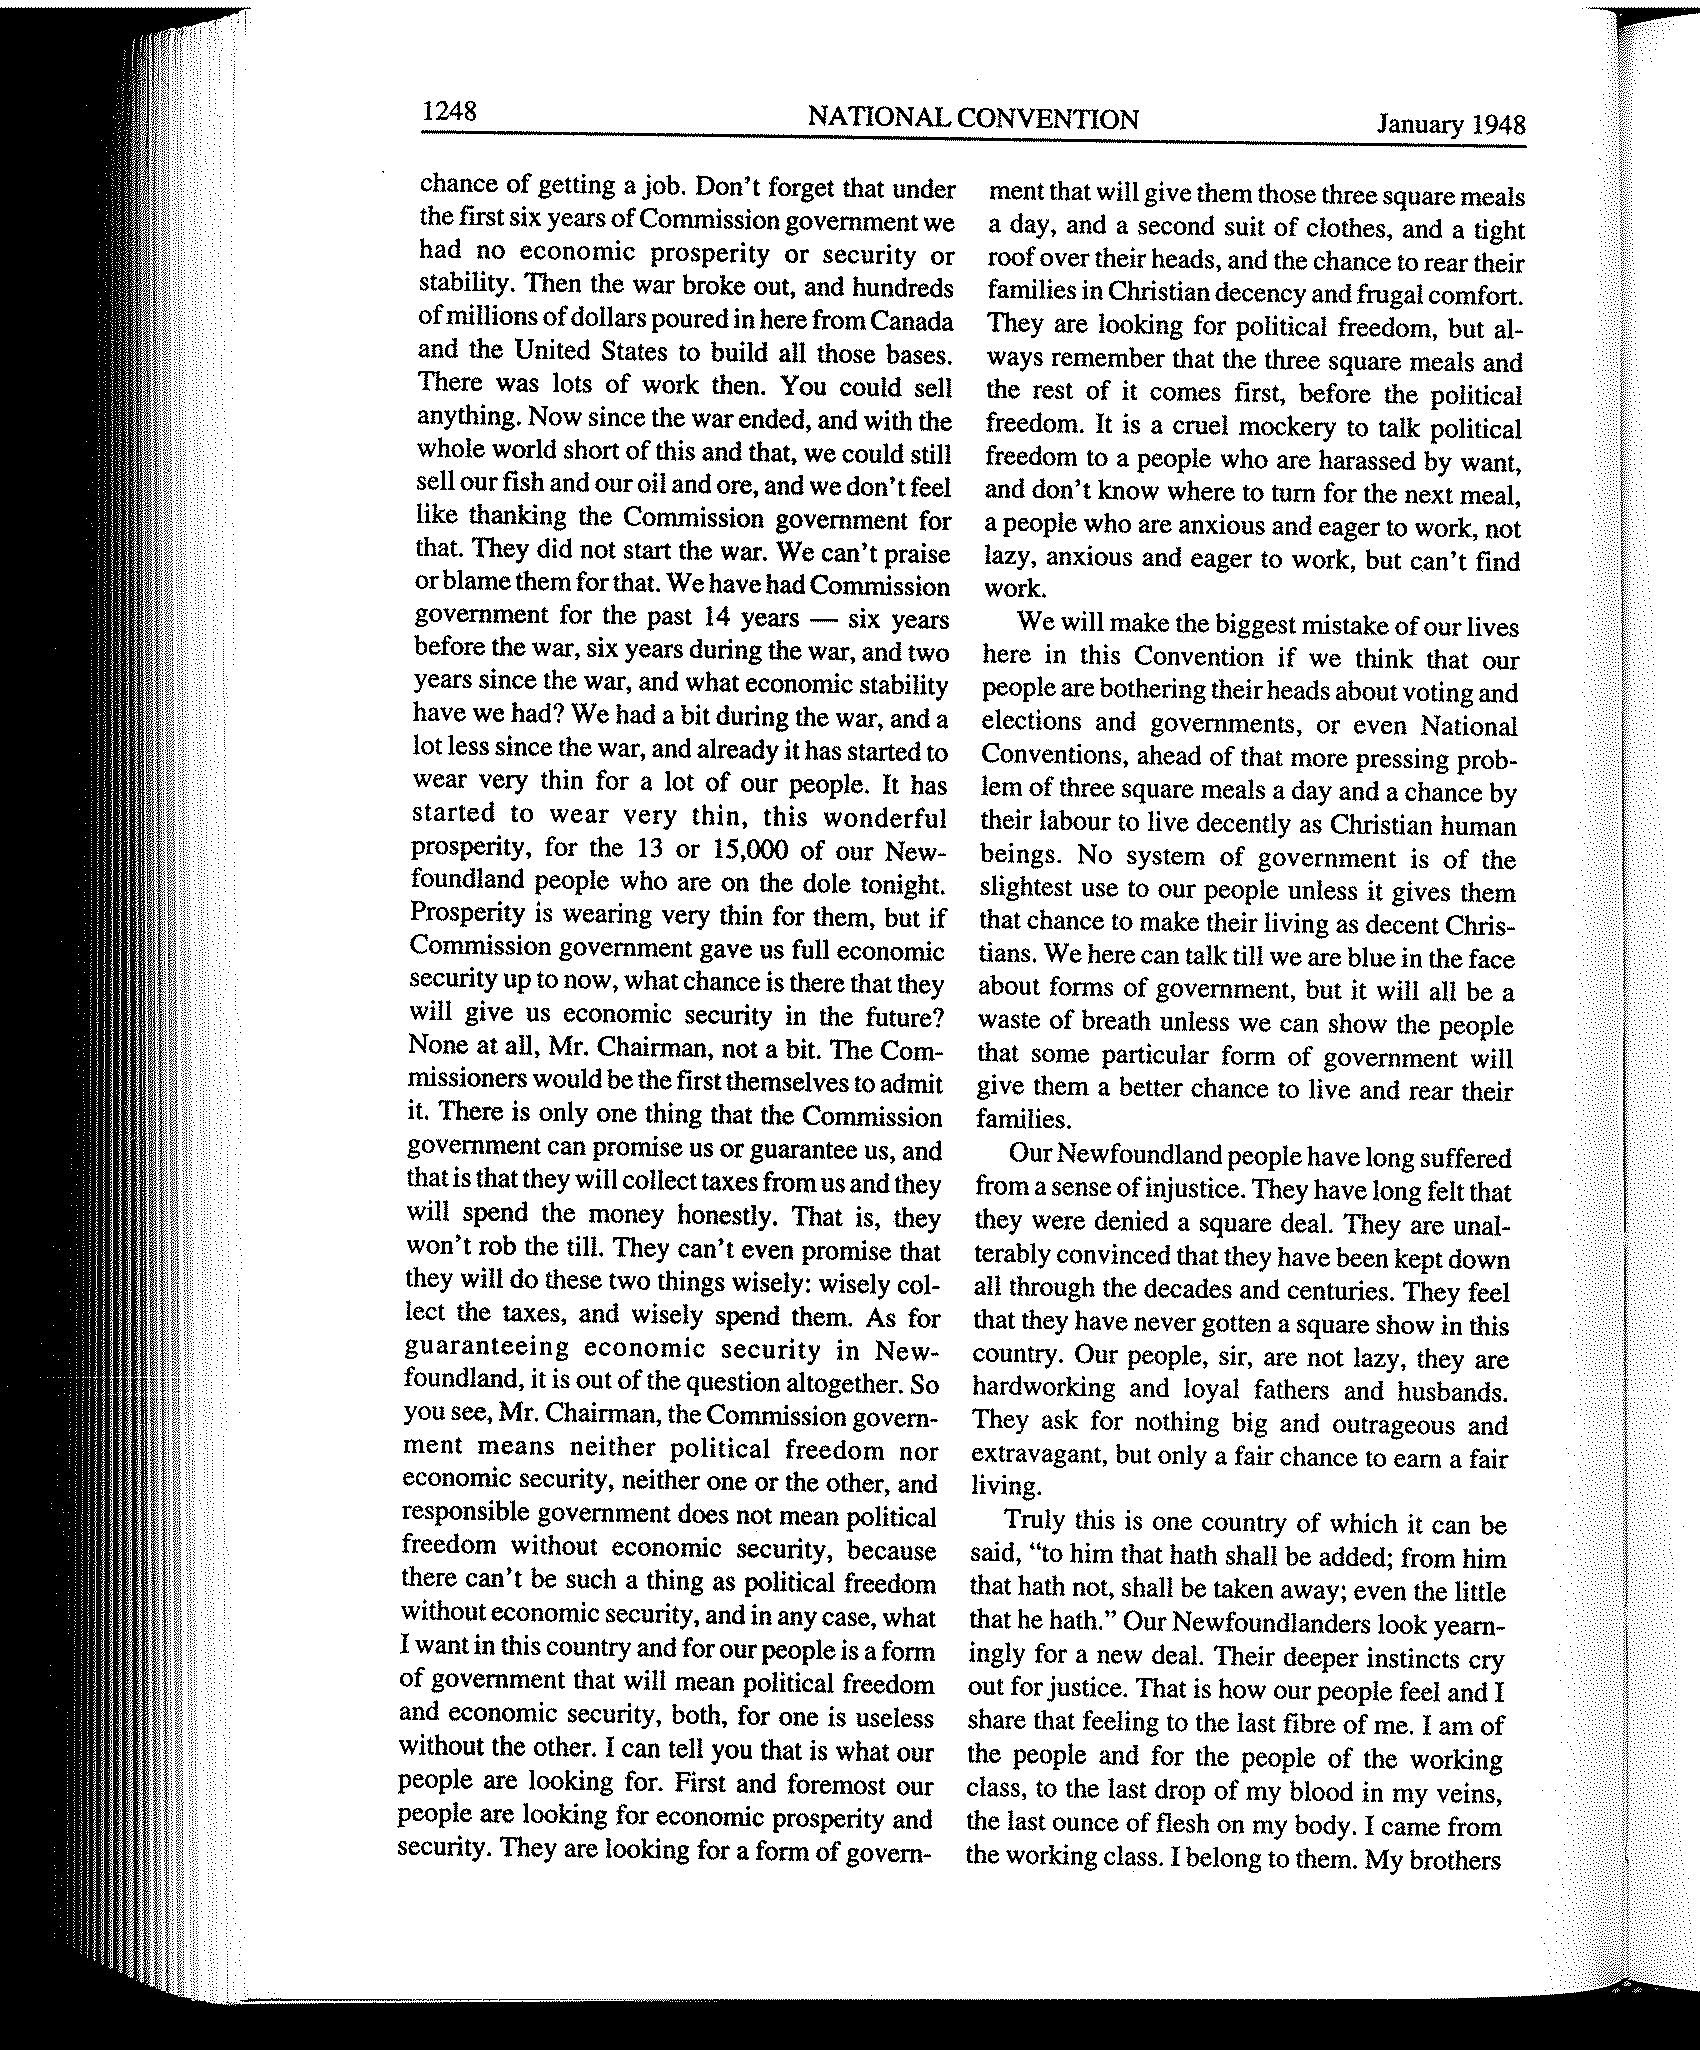 1248
NATIONAL CONVENTION
January 1948
chance of getting a job. Don't forget that under
the first six years of Commission government we
had no economic prosperity or security or
stability. Then the war broke out, and hundreds
of millions of dollars poured in here from Canada
and the United States to build all those bases.
There was lots of work then. You could sell
anything. Now since the war ended, and with the
whole world short of this and that, we could still
sell our fish and our oil and ore, and we don't feel
like thanking the Commission government for
that. They did not start the war. We can't praise
or blame them for that. We have had Commission
government for the past 14 years — six years
before the war, six years during the war, and two
years since the war, and what economic stability
have we had? We had a bit during the war, and a
lot less since the war, and already it has started to
wear very thin for a lot of our people. It has
started to wear very thin, this wonderful
prosperity, for the 13 or 15,000 of our New-
foundland people who are on the dole tonight.
Prosperity is wearing very thin for them, but if
Commission government gave us full economic
security up to now, what chance is there that they
will give us economic security in the future?
None at all, Mr. Chairman, not a bit. The Com-
missioners would be the first themselves to admit
it. There is only one thing that the Commission
government can promise us or guarantee us, and
that is that they will collect taxes from us and they
will spend the money honestly. That is, they
won't rob the till. They can't even promise that
they will do these two things wisely: wisely col-
lect the taxes, and wisely spend them. As for
guaranteeing economic security in New-
foundland, it is out of the question altogether. So
you see, Mr. Chairman, the Commission govern-
ment means neither political freedom nor
economic security, neither one or the other, and
responsible government does not mean political
freedom without economic security, because
there can't be such a thing as political freedom
without economic security, and in any case, what
I want in this country and for our people is a form
of government that will mean political freedom
and economic security, both, for one is useless
without the other. I can tell you that is what our
people are looking for. First and foremost our
people are looking for economic prosperity and
security. They are looking for a form of govern-
ment that will give them those three square meals
a day, and a second suit of clothes, and a tight
roof over their heads, and the chance to rear their
families in Christian decency and frugal comfort.
They are looking for political freedom, but al-
ways remember that the three square meals and
the rest of it comes first, before the political
freedom. It is a cruel mockery to talk political
freedom to a people who are harassed by want,
and don't know where to turn for the next meal,
a people who are anxious and eager to work, not
lazy, anxious and eager to work, but can't find
work.
We will make the biggest mistake of our lives
here in this Convention if we think that our
people are bothering their heads about voting and
elections and governments, or even National
Conventions, ahead of that more pressing prob-
lem of three square meals a day and a chance by
their labour to live decently as Christian human
beings. No system of government is of the
slightest use to our people unless it gives them
that chance to make their living as decent Chris-
tians. We here can talk till we are blue in the face
about forms of government, but it will all be a
waste of breath unless we can show the people
that some particular form of government will
give them a better chance to live and rear their
families.
Our Newfoundland people have long suffered
from a sense of injustice. They have long felt that
they were denied a square deal. They are unal-
terably convinced that they have been kept down
all through the decades and centuries. They feel
that they have never gotten a square show in this
country. Our people, sir, are not lazy, they are
hardworking and loyal fathers and husbands.
They ask for nothing big and outrageous and
extravagant, but only a fair chance to earn a fair
living.
Truly this is one country of which it can be
said, "to him that hath shall be added; from him
that hath not, shall be taken away; even the little
that he hath." Our Newfoundlanders look yearn-
ingly for a new deal. Their deeper instincts cry
out for justice. That is how our people feel and I
share that feeling to the last fibre of me. I am of
the people and for the people of the working
class, to the last drop of my blood in my veins,
the last ounce of flesh on my body. I came from
the working class. I belong to them. My brothers